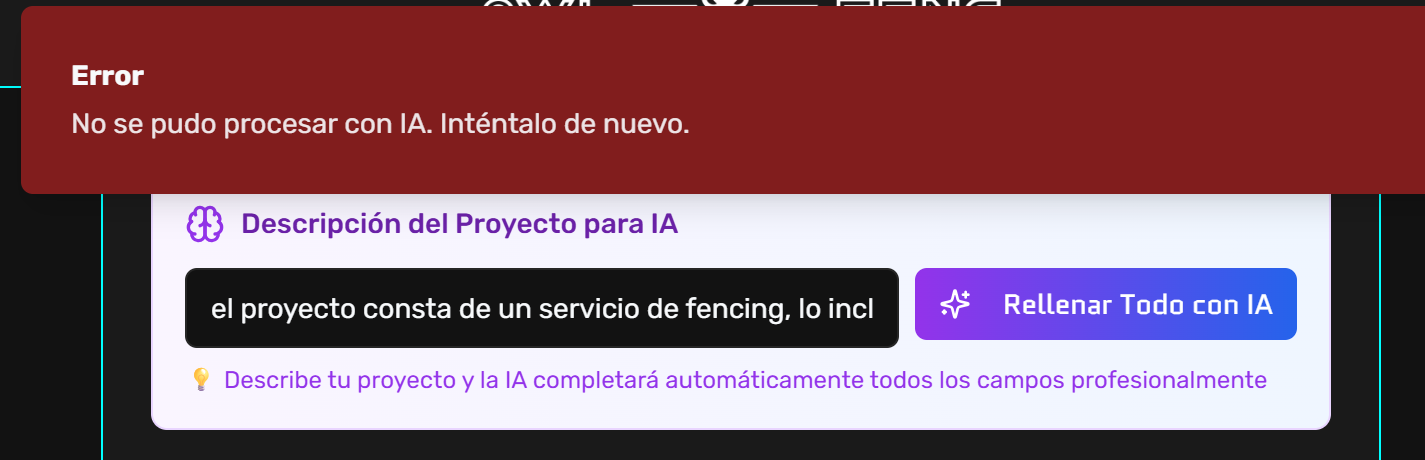 Error
No se pudo procesar con IA. Inténtalo de nuevo.
Descripción del Proyecto para IA
el proyecto consta de un servicio de fencing, lo incl
Rellenar Todo con IA
Describe tu proyecto y la IA completará automáticamente todos los campos profesionalmente